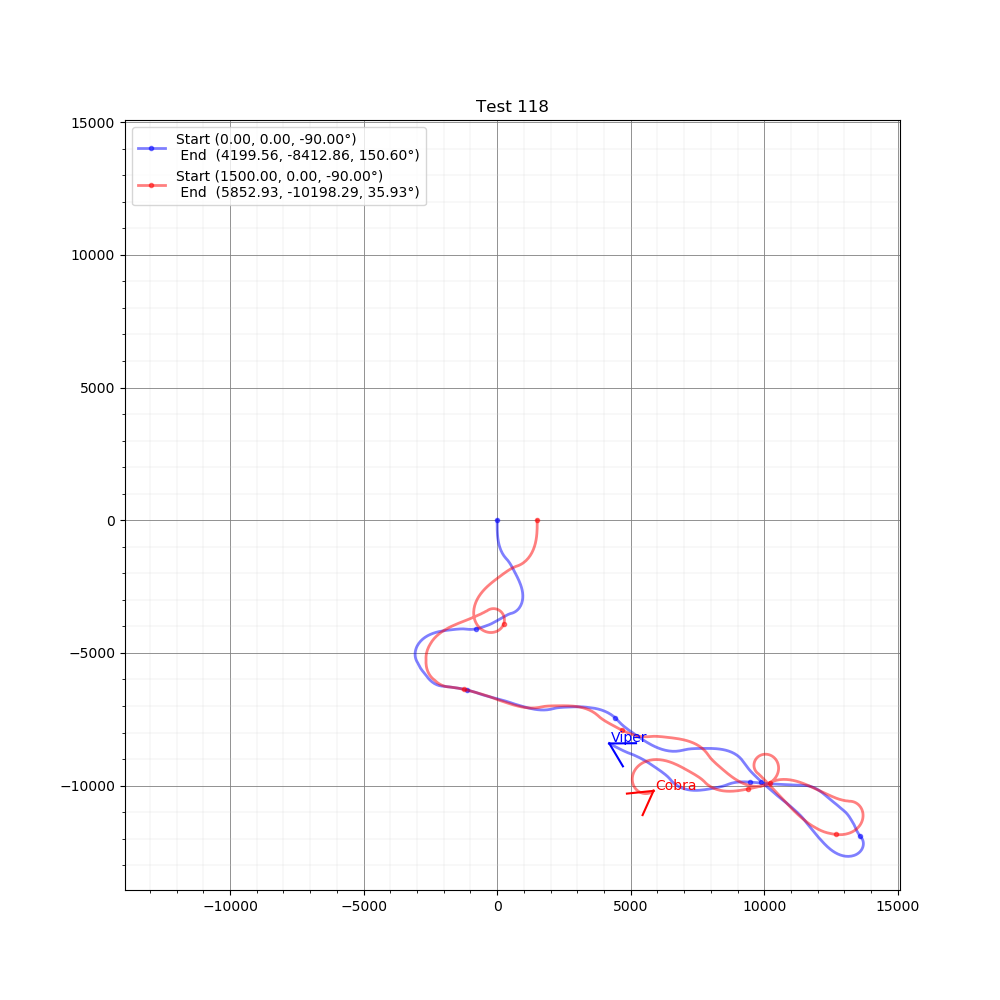 Test 118
Start (0.00, 0.00, -90.00°)
End (4199.56, -8412.86, 150.60°)
Start (1500.00, 0.00, -90.00°)
End (5852.93, -10198.29, 35.93°)
15000
10000
5000
0
−5000
−10000
Viper
Cobra
−10000 −5000 0 5000 10000 15000